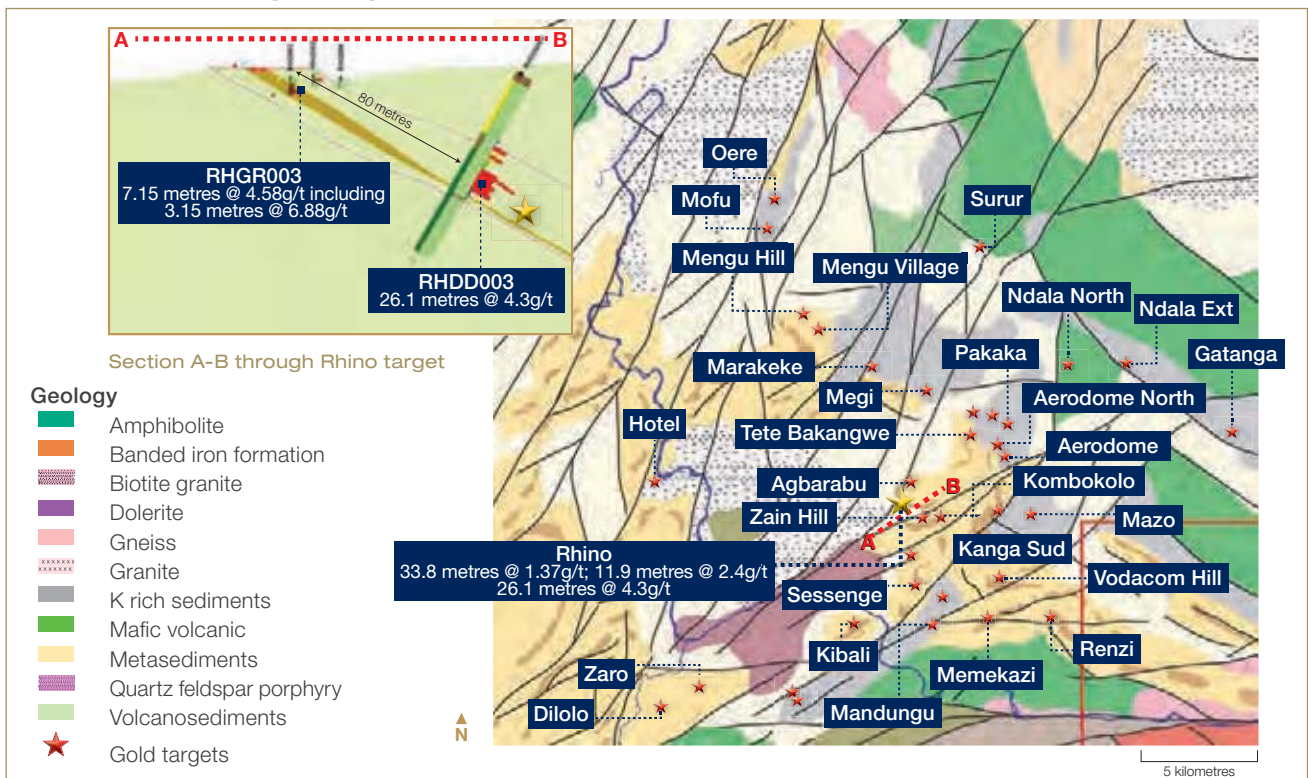 A
B
80 metres
RHGR003
7.15 metres @ 4.58g/t including
3.15 metres @ 6.88g/t
RHDD003
26.1 metres @ 4.3g/t
Section A-B through Rhino target
Geology
Amphibolite
Banded iron formation
Biotite granite
Dolerite
Gneiss
Granite
K rich sediments
Mafic volcanic
Metasediments
Quartz feldspar porphyry
Volcanosediments
Gold targets
N
Oere
Mofu
Surur
Mengu Hill
Mengu Village
Ndala North
Ndala Ext
Pakaka
Gatanga
Marakeke
Megi
Aerodome North
Hotel
Tete Bakangwe
Aerodome
Agbarabu
B
Kombokolo
Zain Hill
Mazo
A
Kanga Sud
Rhino
33.8 metres @ 1.37g/t; 11.9 metres @ 2.4g/t
26.1 metres @ 4.3g/t
Vodacom Hill
Sessenge
Kibali
Renzi
Zaro
Memekazi
Dilolo
Mandungu
5 kilometres